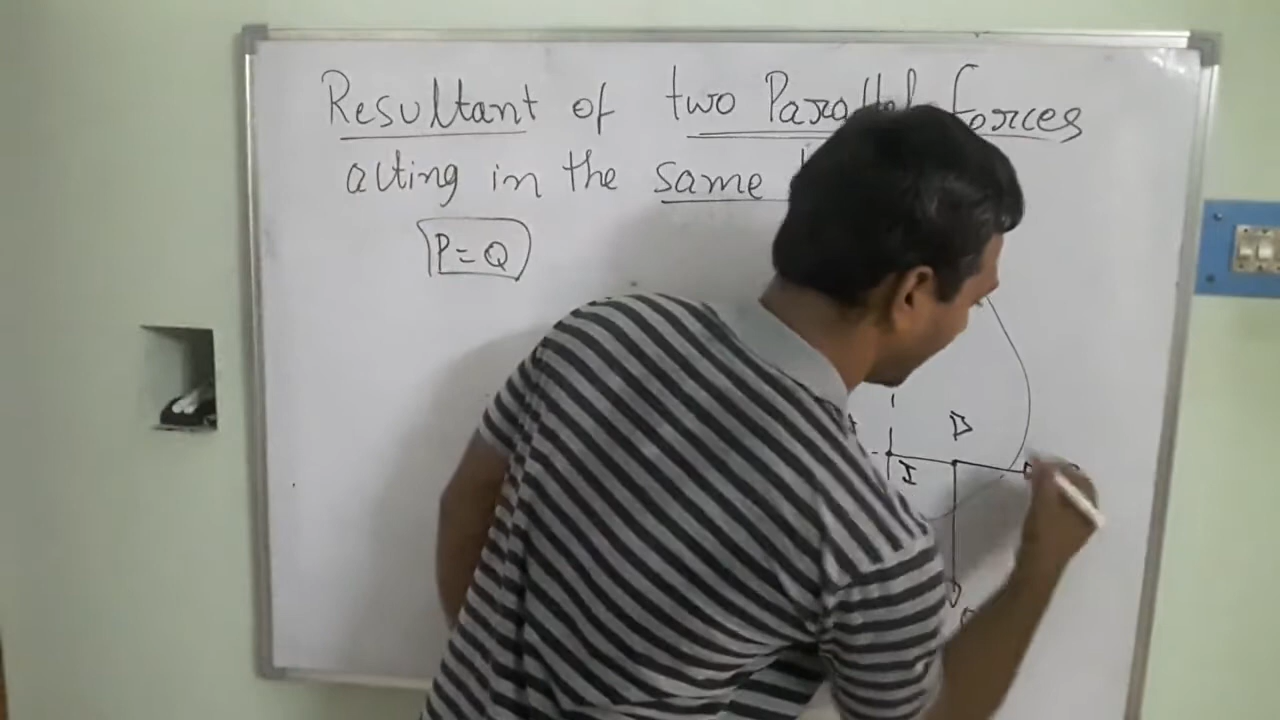 Resultant of two Parallel Forces
acting in the same
P = Q
B
I